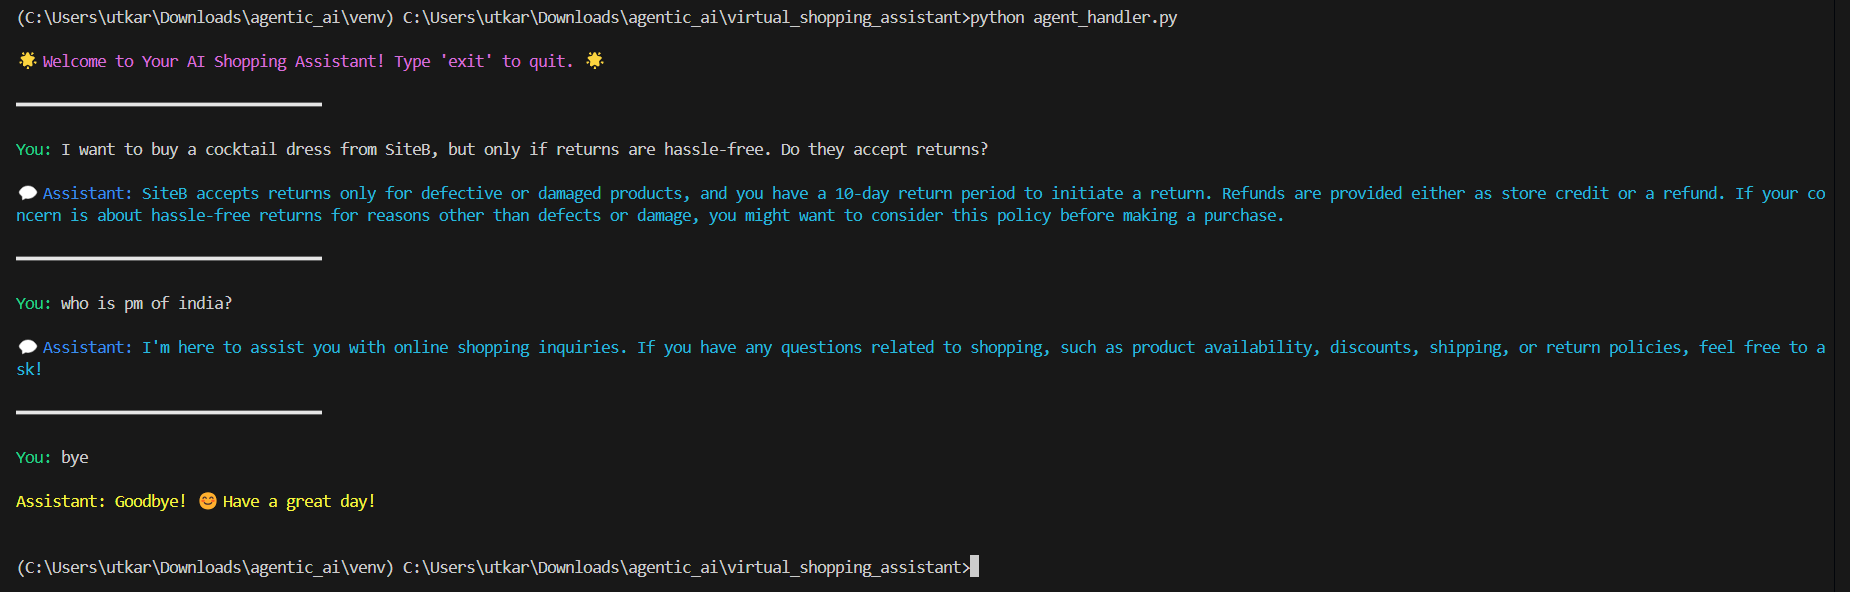 (C:\Users\utkar\Downloads\agentic_ai\venv) C:\Users\utkar\Downloads\agentic_ai\virtual_shopping_assistant>python agent_handler.py
🌟 Welcome to Your AI Shopping Assistant! Type 'exit' to quit. 🌟
You: I want to buy a cocktail dress from SiteB, but only if returns are hassle-free. Do they accept returns?
💬 Assistant: SiteB accepts returns only for defective or damaged products, and you have a 10-day return period to initiate a return. Refunds are provided either as store credit or a refund. If your co
ncern is about hassle-free returns for reasons other than defects or damage, you might want to consider this policy before making a purchase.
You: who is pm of india?
💬 Assistant: I'm here to assist you with online shopping inquiries. If you have any questions related to shopping, such as product availability, discounts, shipping, or return policies, feel free to a
sk!
You: bye
Assistant: Goodbye! 😊 Have a great day!
(C:\Users\utkar\Downloads\agentic_ai\venv) C:\Users\utkar\Downloads\agentic_ai\virtual_shopping_assistant>